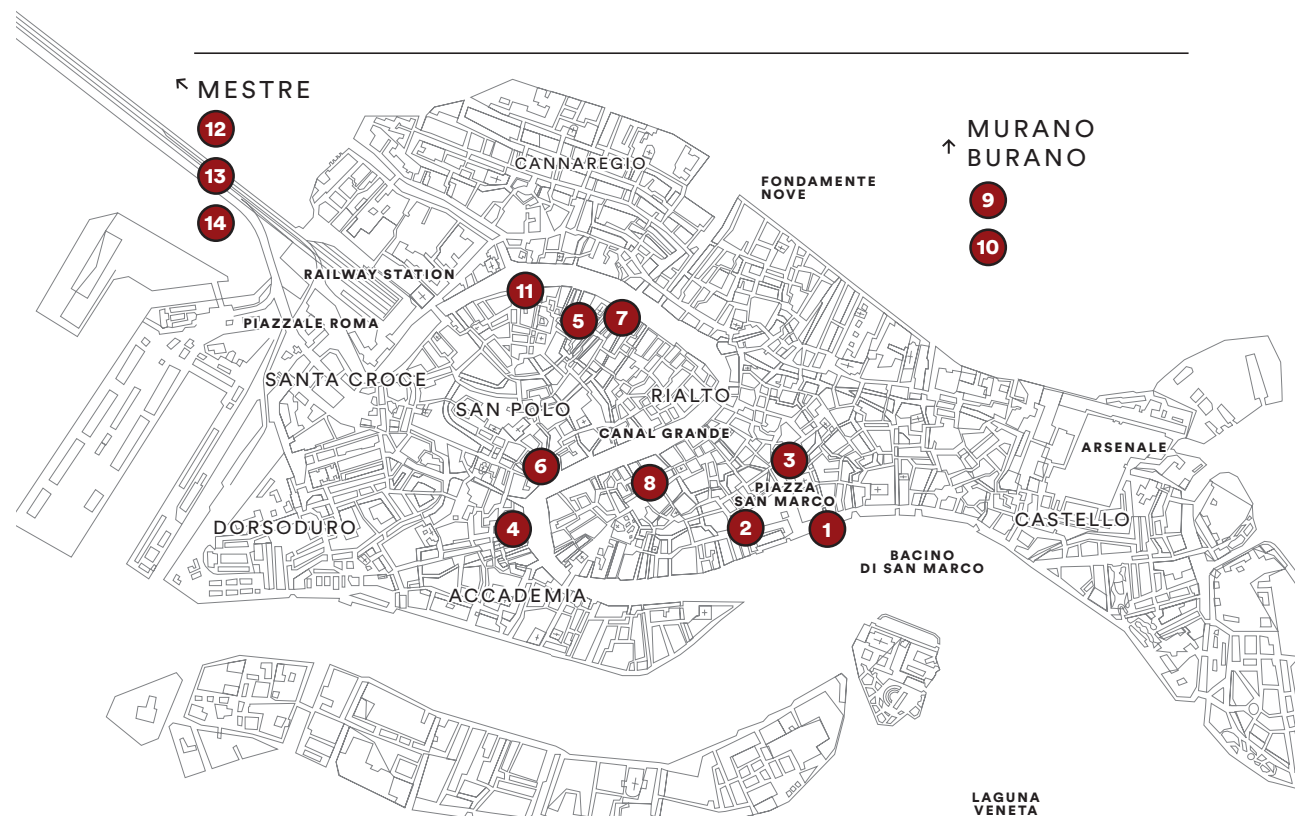 MESTRE
12
13
14
MURANO
BURANO
9
10
CANNAREGIO
FONDAMENTE
NOVE
RAILWAY STATION
11
5
7
PIAZZALE ROMA
SANTA CROCE
SAN POLO
RIALTO
CANAL GRANDE
ARSENALE
6
3
8
PIAZZA
SAN MARCO
DORSODURO
4
2
1
CASTELLO
BACINO
DI SAN MARCO
ACCADEMIA
LAGUNA
VENETA